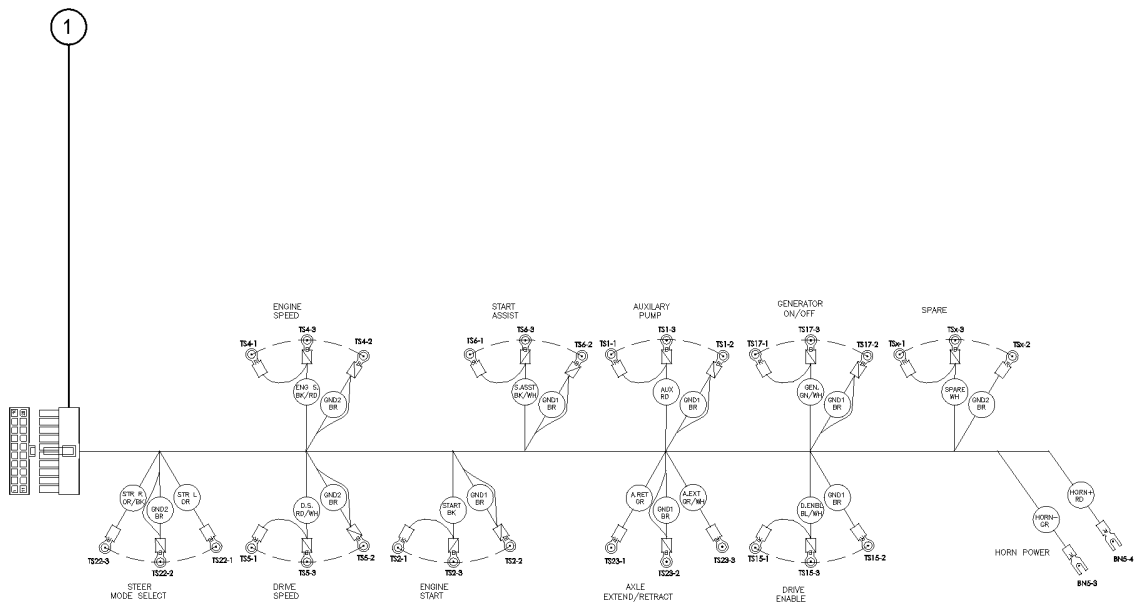 1
ENGINE
SPEED
TS4-1
TS4-3
TS4-2
ENG S.
BK/RD
GND2
BR
START
ASSIST
TS6-1
TS6-3
TS6-2
S.ASST
BK/WH
GND1
BR
AUXILARY
PUMP
TS1-1
TS1-3
TS1-2
AUX
RD
GND1
BR
GENERATOR
ON/OFF
TS17-1
TS17-3
TS17-2
GEN.
GN/WH
GND1
BR
SPARE
TSx-1
TSx-3
TSx-2
SPARE
WH
GND2
BR
STR R
OR/BK
GND2
BR
STR L
OR
TS22-3
TS22-2
TS22-1
STEER
MODE SELECT
D.S.
RD/WH
GND2
BR
TS5-1
TS5-3
TS5-2
DRIVE
SPEED
START
BK
GND1
BR
TS2-1
TS2-3
TS2-2
ENGINE
START
A.RET
GR
GND1
BR
A.EXT
GR/WH
TS23-1
TS23-2
TS23-3
AXLE
EXTEND/RETRACT
D.ENBL
BL/WH
GND1
BR
TS15-1
TS15-3
TS15-2
DRIVE
ENABLE
HORN-
GR
HORN+
RD
HORN POWER
BN5-3
BN5-4